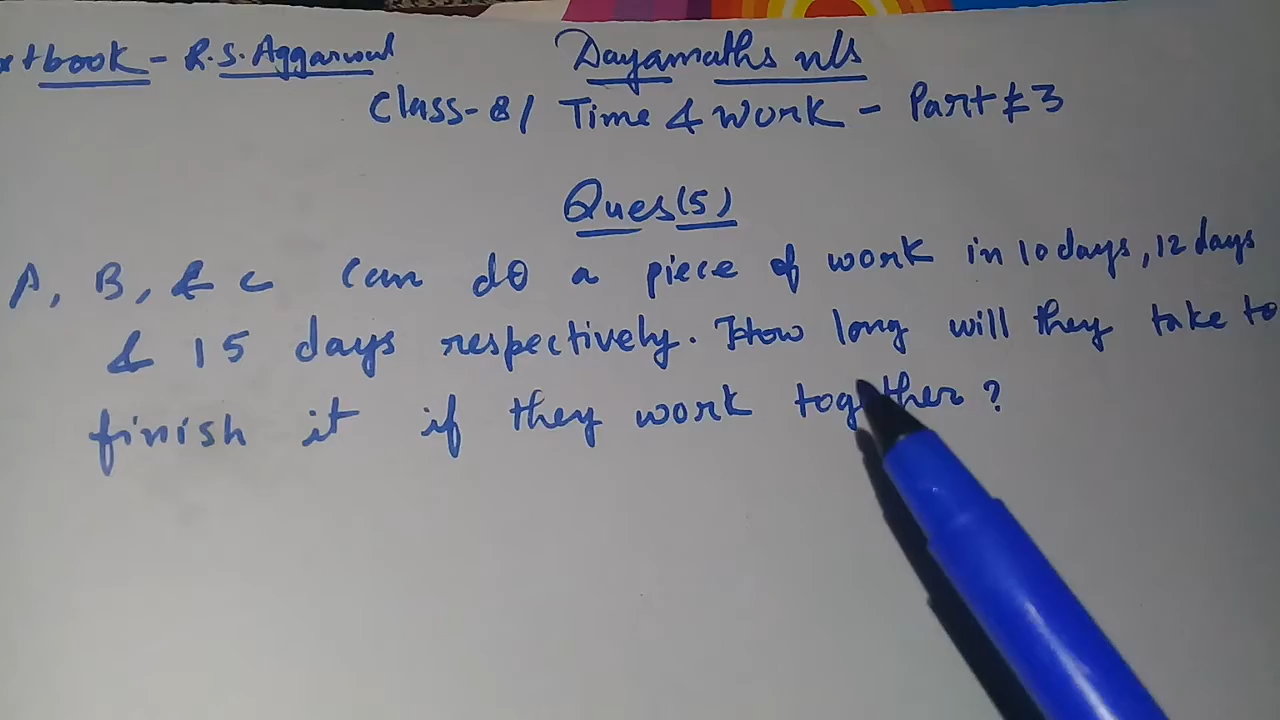 xtbook - R.S. Aggarwal
Dayamaths nls
Class-8/ Time & Work - Part # 3
Ques(5)
A, B, & C can do a piece of work in 10 days, 12 days
& 15 days respectively. How long will they take to
finish it if they work together?